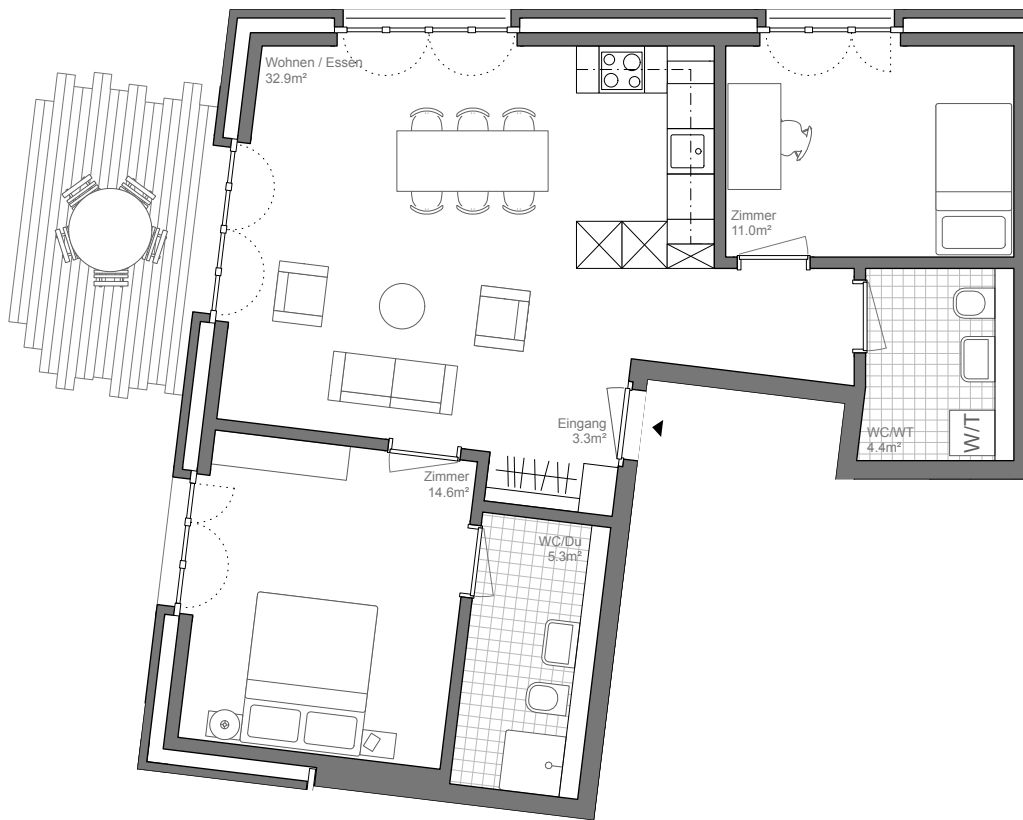 Wohnen / Essen
32.9m²
Zimmer
11.0m²
Eingang
3.3m²
WC/WT
4.4m²
W/T
Zimmer
14.6m²
WC/Du
5.3m²